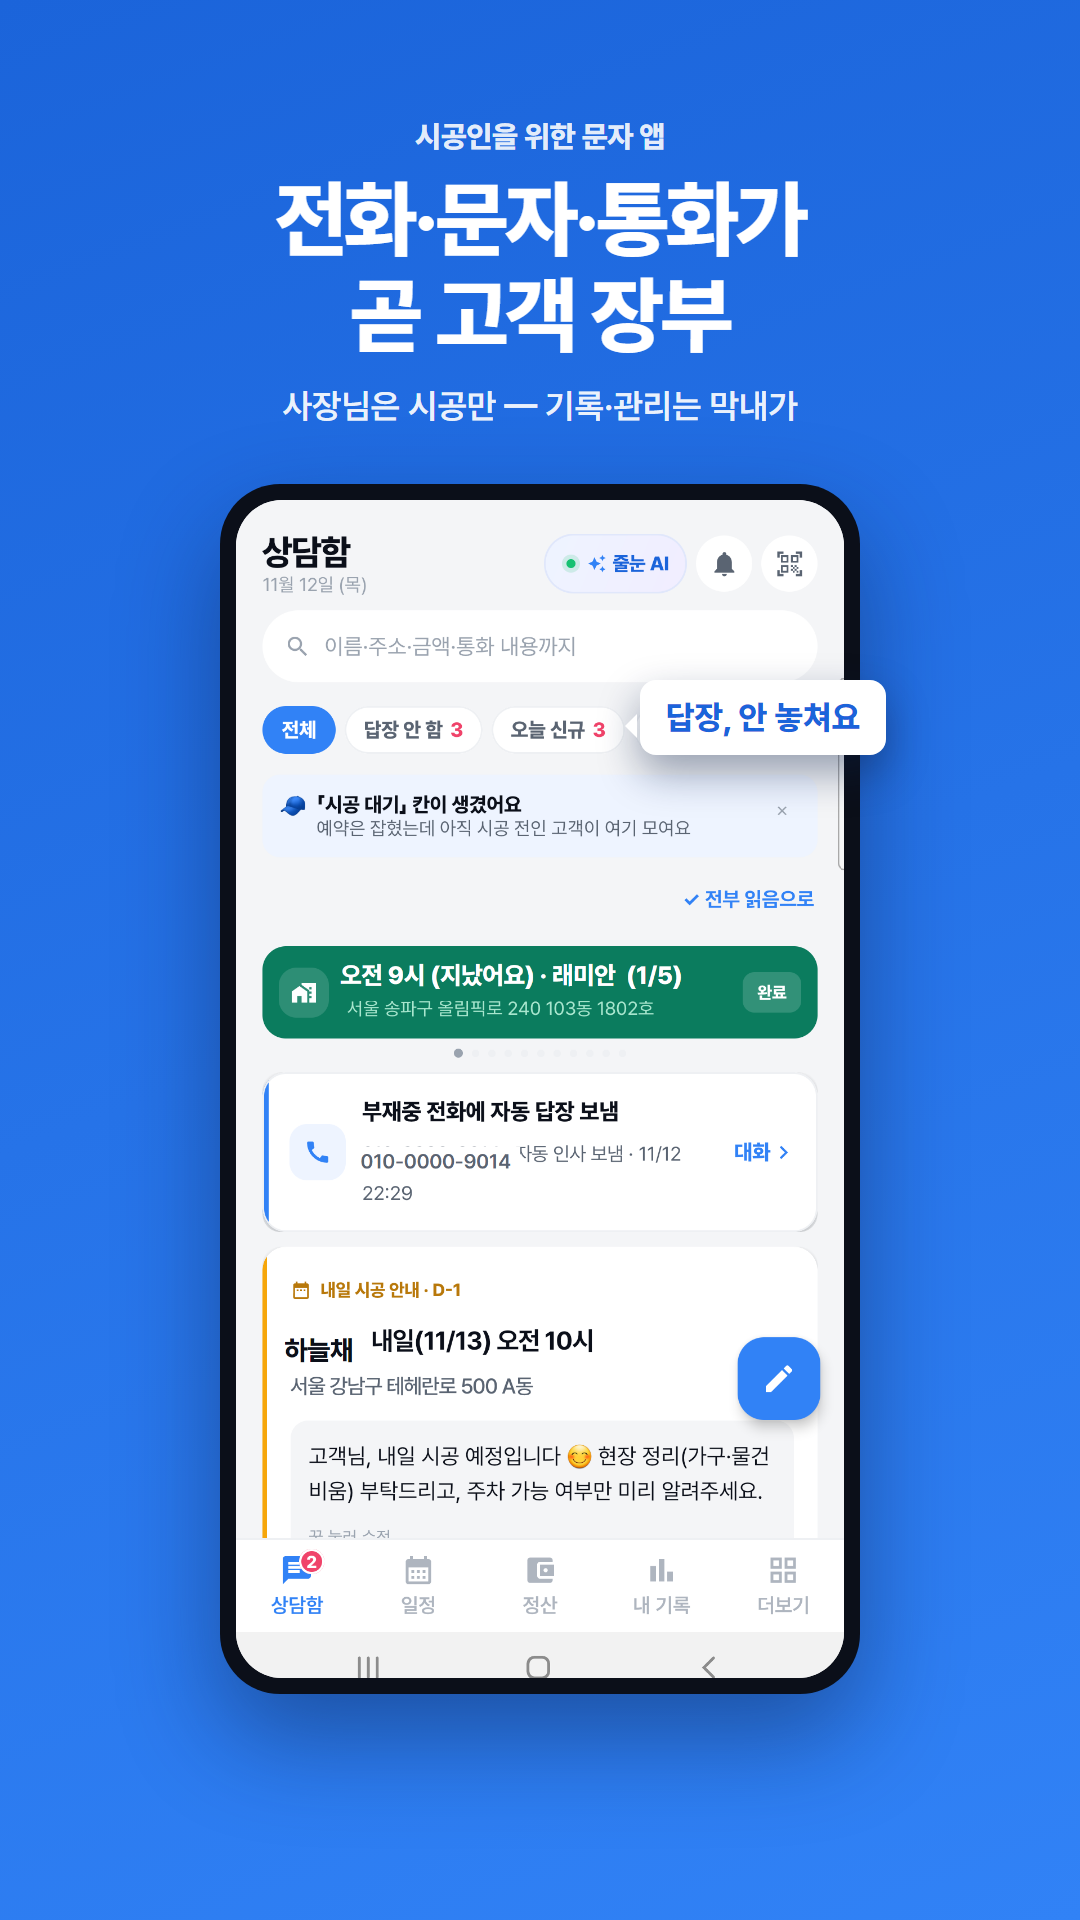 시공인을 위한 문자 앱
전화·문자·통화가
곧 고객 장부
사장님은 시공만 — 기록·관리는 막내가
상담함
11월 12일 (목)
줄눈 AI
이름·주소·금액·통화 내용까지
전체
답장 안 함 3
오늘 신규 3
답장, 안 놓쳐요
「시공 대기」 칸이 생겼어요
예약은 잡혔는데 아직 시공 전인 고객이 여기 모여요
×
전부 읽음으로
오전 9시 (지났어요) · 래미안 (1/5)
서울 송파구 올림픽로 240 103동 1802호
완료
부재중 전화에 자동 답장 보냄
010-0000-9014 자동 인사 보냄 · 11/12
22:29
대화
내일 시공 안내 · D-1
하늘채 내일(11/13) 오전 10시
서울 강남구 테헤란로 500 A동
고객님, 내일 시공 예정입니다 😊 현장 정리(가구·물건
비움) 부탁드리고, 주차 가능 여부만 미리 알려주세요.
꾹 눌러 수정
2
상담함
일정
정산
내 기록
더보기